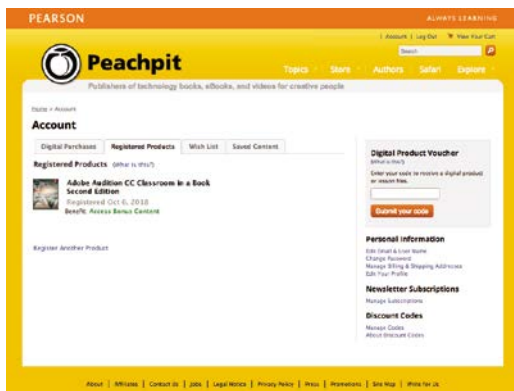 PEARSON
ALWAYS LEARNING
| Account | Log Out View Your Cart
Search
Peachpit
Topics Store Authors Safari Explore
Publishers of technology books, eBooks, and videos for creative people
Home > Account
Account
Digital Purchases Registered Products Wish List Saved Content
Registered Products (What is this?)
Adobe Audition CC Classroom in a Book
Second Edition
Registered Oct 6, 2018
Benefit: Access Bonus Content
Register Another Product
Digital Product Voucher
(What is this?)
Enter your code to receive a digital product
or lesson files.
Submit your code
Personal Information
Edit Email & User Name
Change Password
Manage Billing & Shipping Addresses
Edit Your Profile
Newsletter Subscriptions
Manage Subscriptions
Discount Codes
Manage Codes
About Discount Codes
About | Affiliates | Contact Us | Jobs | Legal Notice | Privacy Policy | Press | Promotions | Site Map | Write for Us